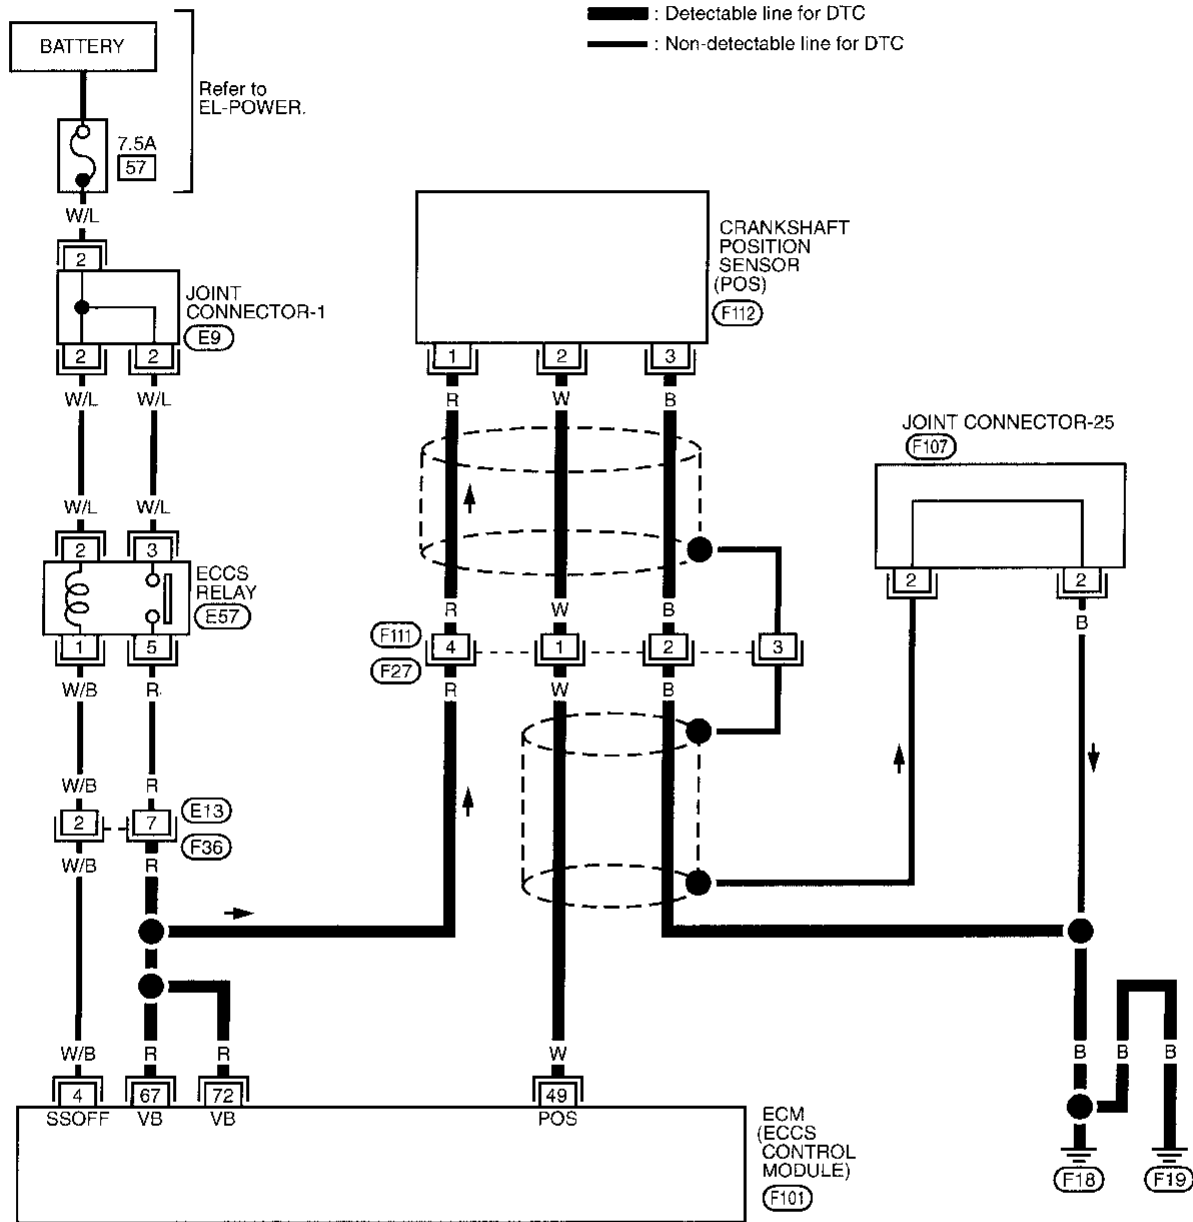 : Detectable line for DTC
: Non-detectable line for DTC
BATTERY
Refer to
EL-POWER.
7.5A
57
W/L
2
JOINT
CONNECTOR-1
E9
2 2
W/L W/L
W/L W/L
2 3
ECCS
RELAY
E57
1 5
W/B R
W/B R
2 7
E13
F36
W/B R
CRANKSHAFT
POSITION
SENSOR
(POS)
F112
1 2 3
R W B
R W B
F111
F27
4 1 2 3
R W B
JOINT CONNECTOR-25
F107
2 2
B
W/B R R W B B B
4 67 72 49
SSOFF VB VB POS
ECM
(ECCS
CONTROL
MODULE)
F101
F18 F19